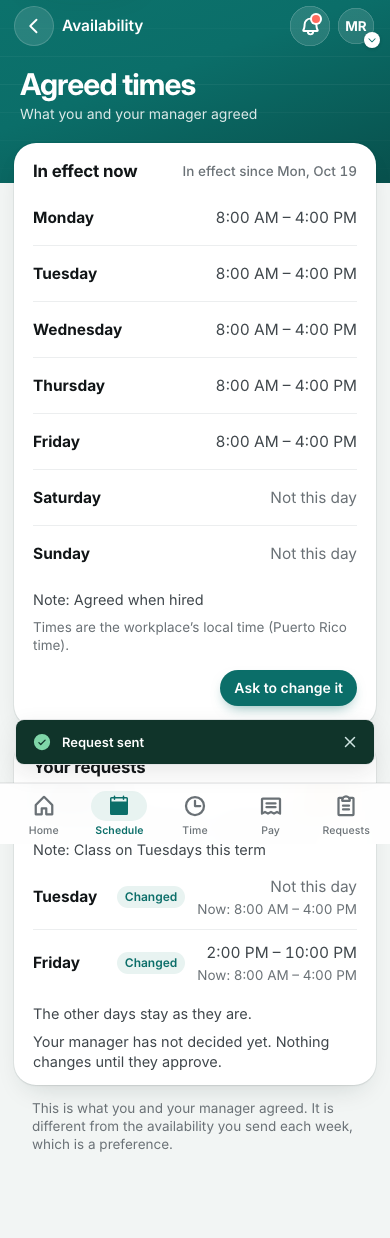 Availability
MR
Agreed times
What you and your manager agreed
In effect now
In effect since Mon, Oct 19
Monday
8:00 AM – 4:00 PM
Tuesday
8:00 AM – 4:00 PM
Wednesday
8:00 AM – 4:00 PM
Thursday
8:00 AM – 4:00 PM
Friday
8:00 AM – 4:00 PM
Saturday
Not this day
Sunday
Not this day
Note: Agreed when hired
Times are the workplace’s local time (Puerto Rico
time).
Ask to change it
Request sent
Your requests
Home
Schedule
Time
Pay
Requests
Note: Class on Tuesdays this term
Tuesday
Changed
Not this day
Now: 8:00 AM – 4:00 PM
Friday
Changed
2:00 PM – 10:00 PM
Now: 8:00 AM – 4:00 PM
The other days stay as they are.
Your manager has not decided yet. Nothing
changes until they approve.
This is what you and your manager agreed. It is
different from the availability you send each week,
which is a preference.